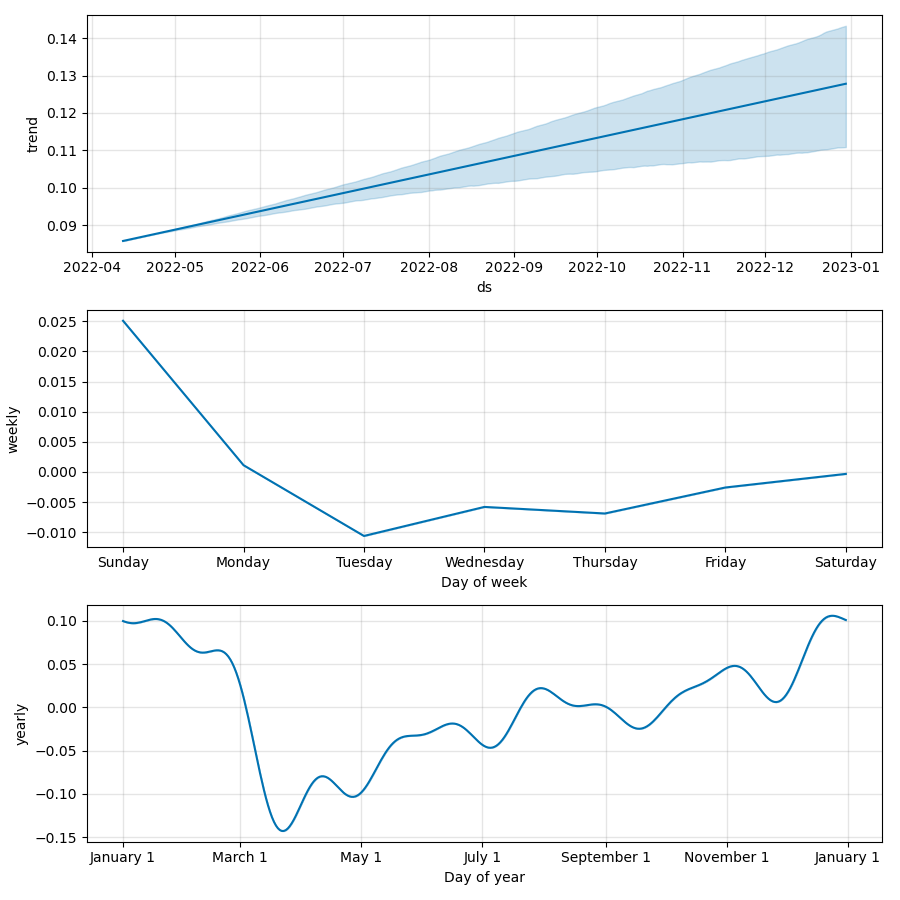 0.14
0.13
0.12
0.11
0.10
0.09
trend
2022-04 2022-05 2022-06 2022-07 2022-08 2022-09 2022-10 2022-11 2022-12 2023-01
ds
0.025
0.020
0.015
0.010
0.005
0.000
−0.005
−0.010
weekly
Sunday Monday Tuesday Wednesday Thursday Friday Saturday
Day of week
0.10
0.05
0.00
−0.05
−0.10
−0.15
yearly
January 1 March 1 May 1 July 1 September 1 November 1 January 1
Day of year